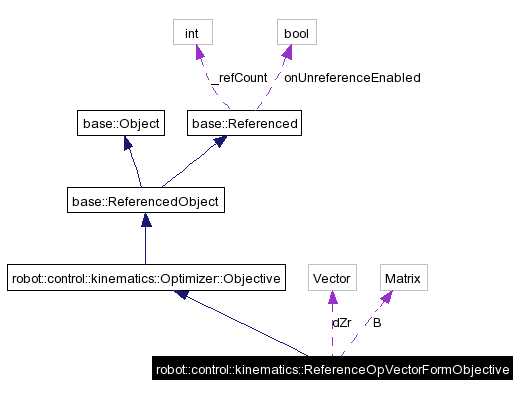 int
bool
_refCount
onUnreferenceEnabled
base::Object
base::Referenced
base::ReferencedObject
robot::control::kinematics::Optimizer::Objective
Vector
Matrix
dZr
B
robot::control::kinematics::ReferenceOpVectorFormObjective